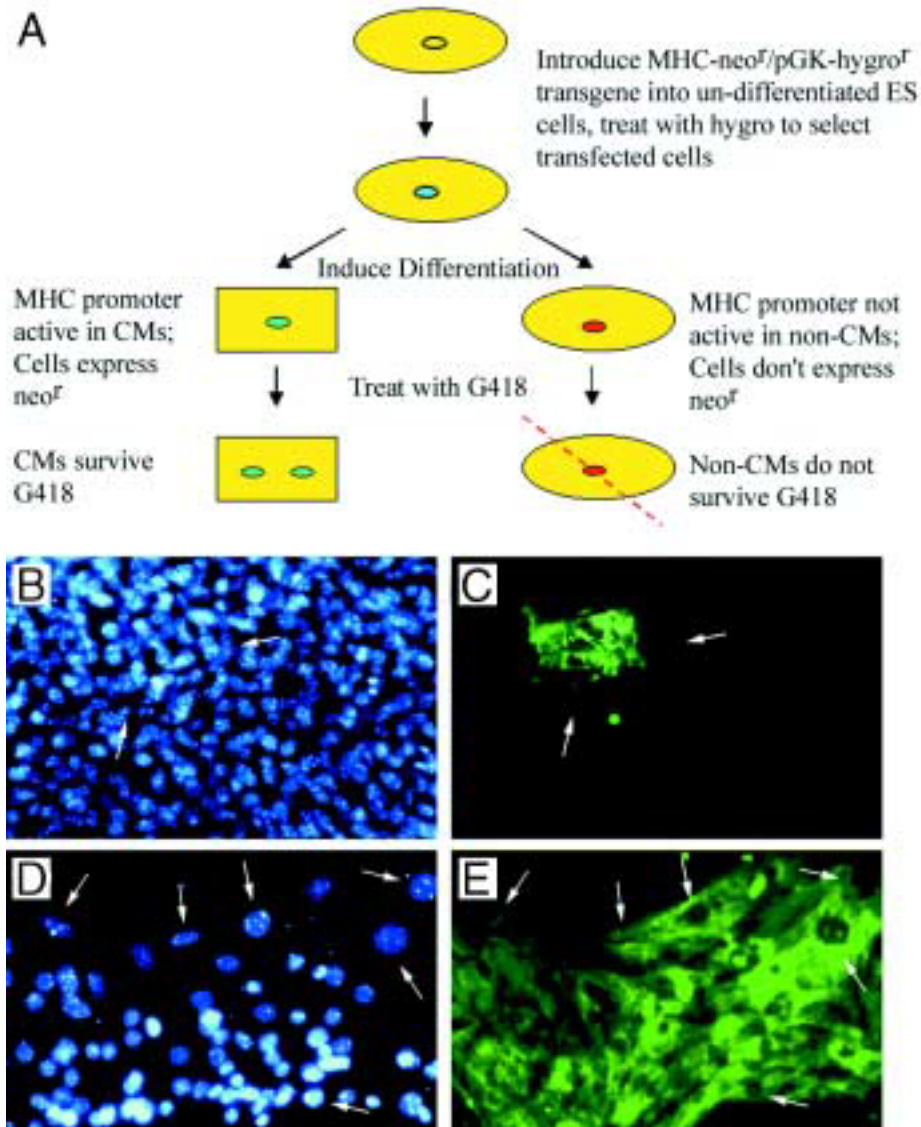 A
Introduce MHC-neoʳ/pGK-hygroʳ
transgene into un-differentiated ES
cells, treat with hygro to select
transfected cells
Induce Differentiation
MHC promoter
active in CMs;
Cells express
neoʳ
MHC promoter not
active in non-CMs;
Cells don't express
neoʳ
Treat with G418
CMs survive
G418
Non-CMs do not
survive G418
B
C
D
E